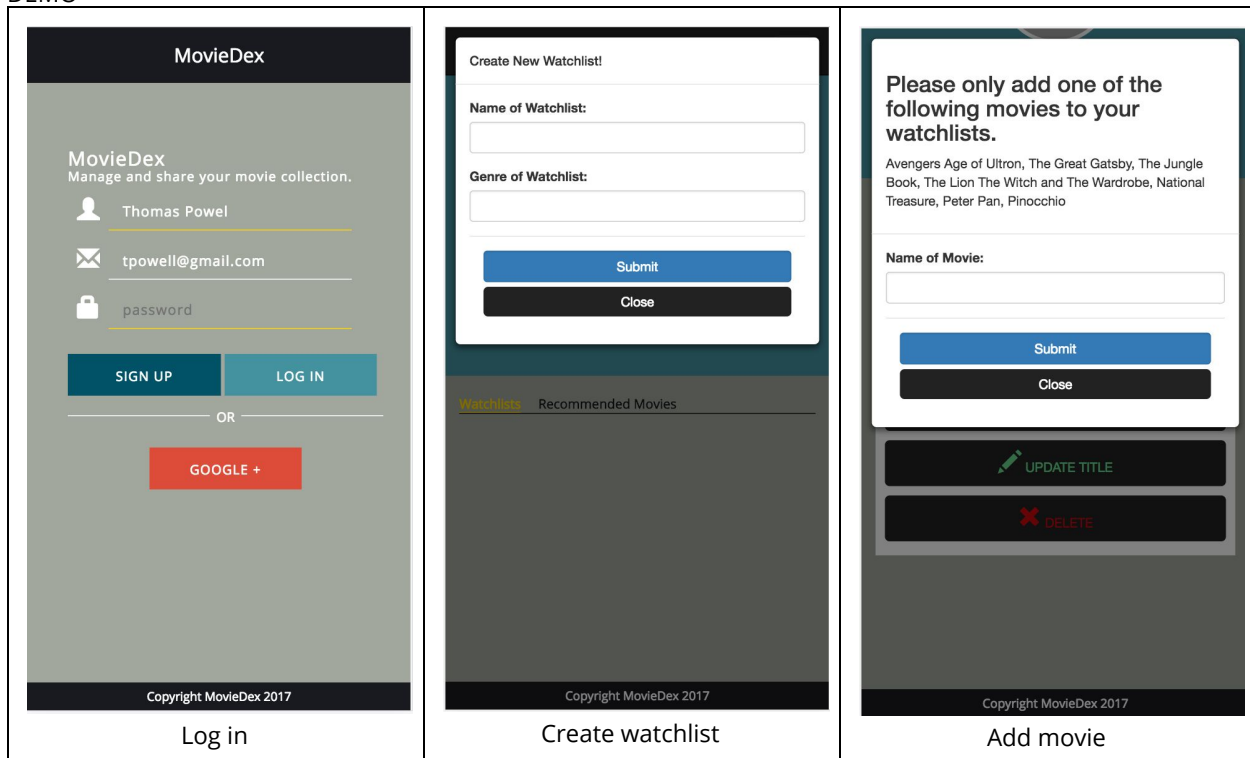 DEMO
MovieDex
MovieDex
Manage and share your movie collection.
Thomas Powel
tpowell@gmail.com
password
SIGN UP
LOG IN
OR
GOOGLE +
Copyright MovieDex 2017
Log in
Create New Watchlist!
Name of Watchlist:
Genre of Watchlist:
Submit
Close
Watchlists
Recommended Movies
Copyright MovieDex 2017
Create watchlist
Please only add one of the
following movies to your
watchlists.
Avengers Age of Ultron, The Great Gatsby, The Jungle
Book, The Lion The Witch and The Wardrobe, National
Treasure, Peter Pan, Pinocchio
Name of Movie:
Submit
Close
UPDATE TITLE
DELETE
Copyright MovieDex 2017
Add movie